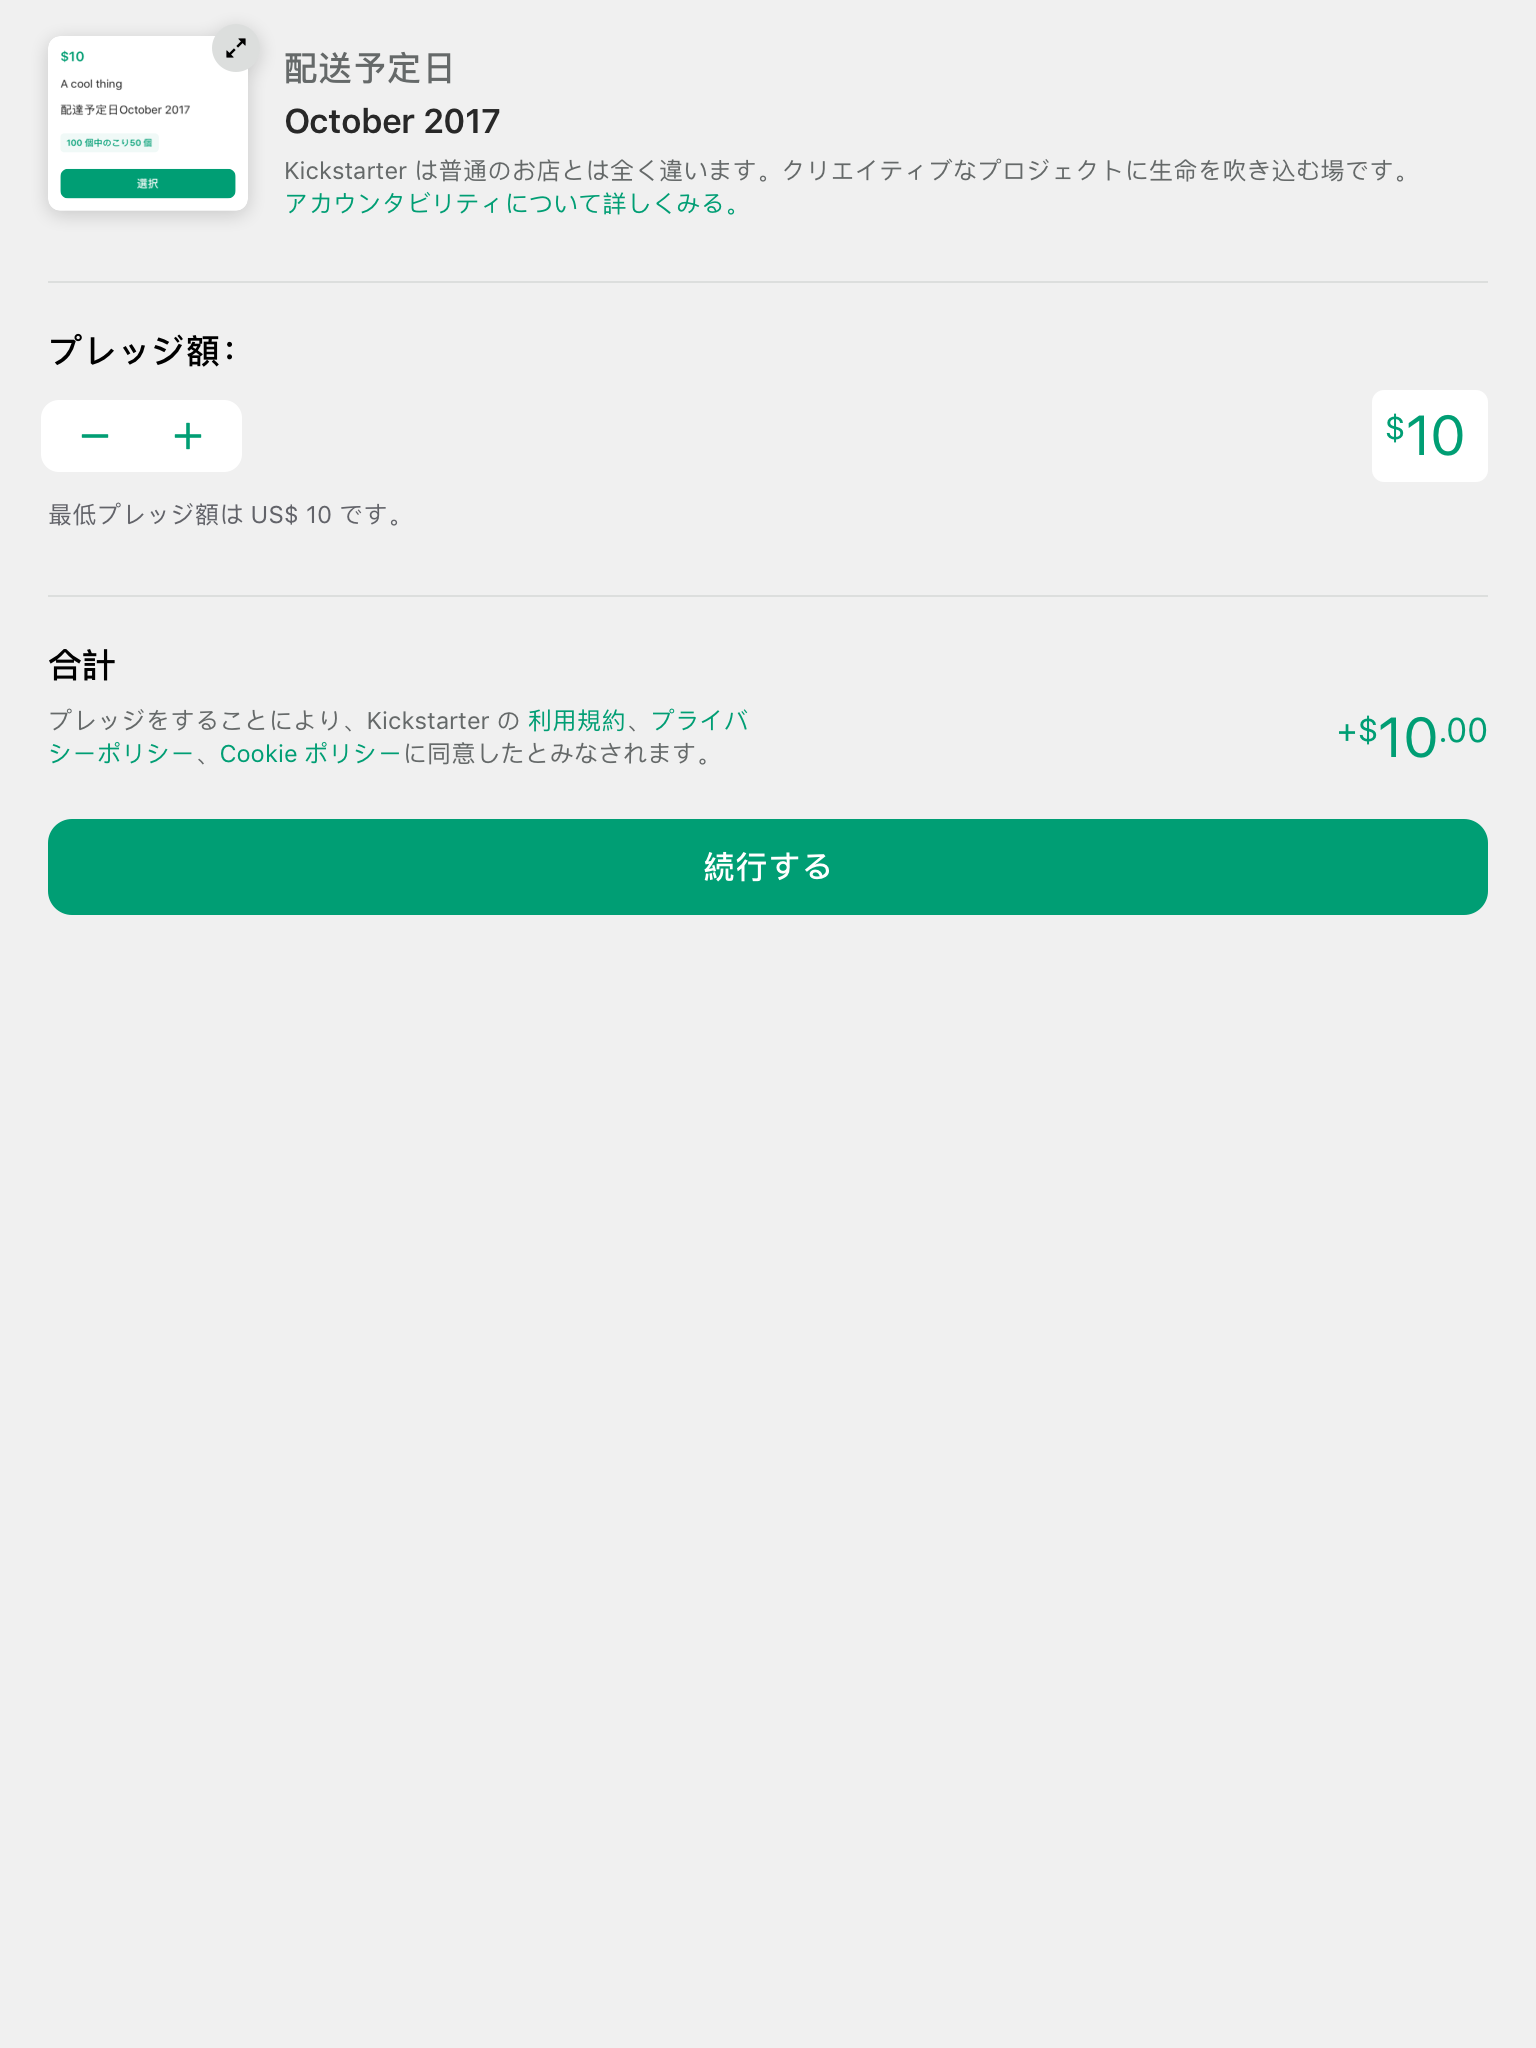 $10
A cool thing
配達予定日October 2017
100 個中のこり50 個
選択
配送予定日
October 2017
Kickstarter は普通のお店とは全く違います。クリエイティブなプロジェクトに生命を吹き込む場です。
アカウンタビリティについて詳しくみる。
プレッジ額：
$10
最低プレッジ額は US$ 10 です。
合計
プレッジをすることにより、Kickstarter の 利用規約、プライバ
シーポリシー、Cookie ポリシーに同意したとみなされます。
+$10.00
続行する